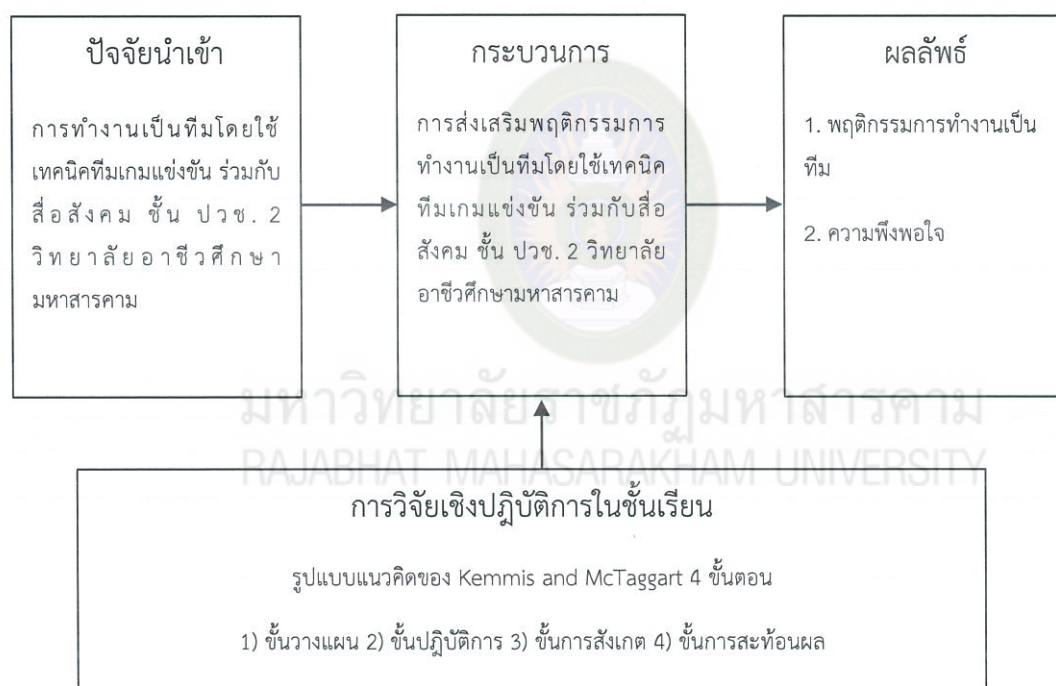 ปัจจัยนำเข้า
การทำงานเป็นทีมโดยใช้
เทคนิคทีมเกมแข่งขัน ร่วมกับ
สื่อสังคม ชั้น ปวช. 2
วิทยาลัยอาชีวศึกษา
มหาสารคาม
กระบวนการ
การส่งเสริมพฤติกรรมการ
ทำงานเป็นทีมโดยใช้เทคนิค
ทีมเกมแข่งขัน ร่วมกับสื่อ
สังคม ชั้น ปวช. 2 วิทยาลัย
อาชีวศึกษามหาสารคาม
ผลลัพธ์
1. พฤติกรรมการทำงานเป็น
ทีม
2. ความพึงพอใจ
มหาวิทยาลัยราชภัฏมหาสารคาม
RAJABHAT MAHASARAKHAM UNIVERSITY
การวิจัยเชิงปฏิบัติการในชั้นเรียน
รูปแบบแนวคิดของ Kemmis and McTaggart 4 ขั้นตอน
1) ขั้นวางแผน 2) ขั้นปฏิบัติการ 3) ขั้นการสังเกต 4) ขั้นการสะท้อนผล